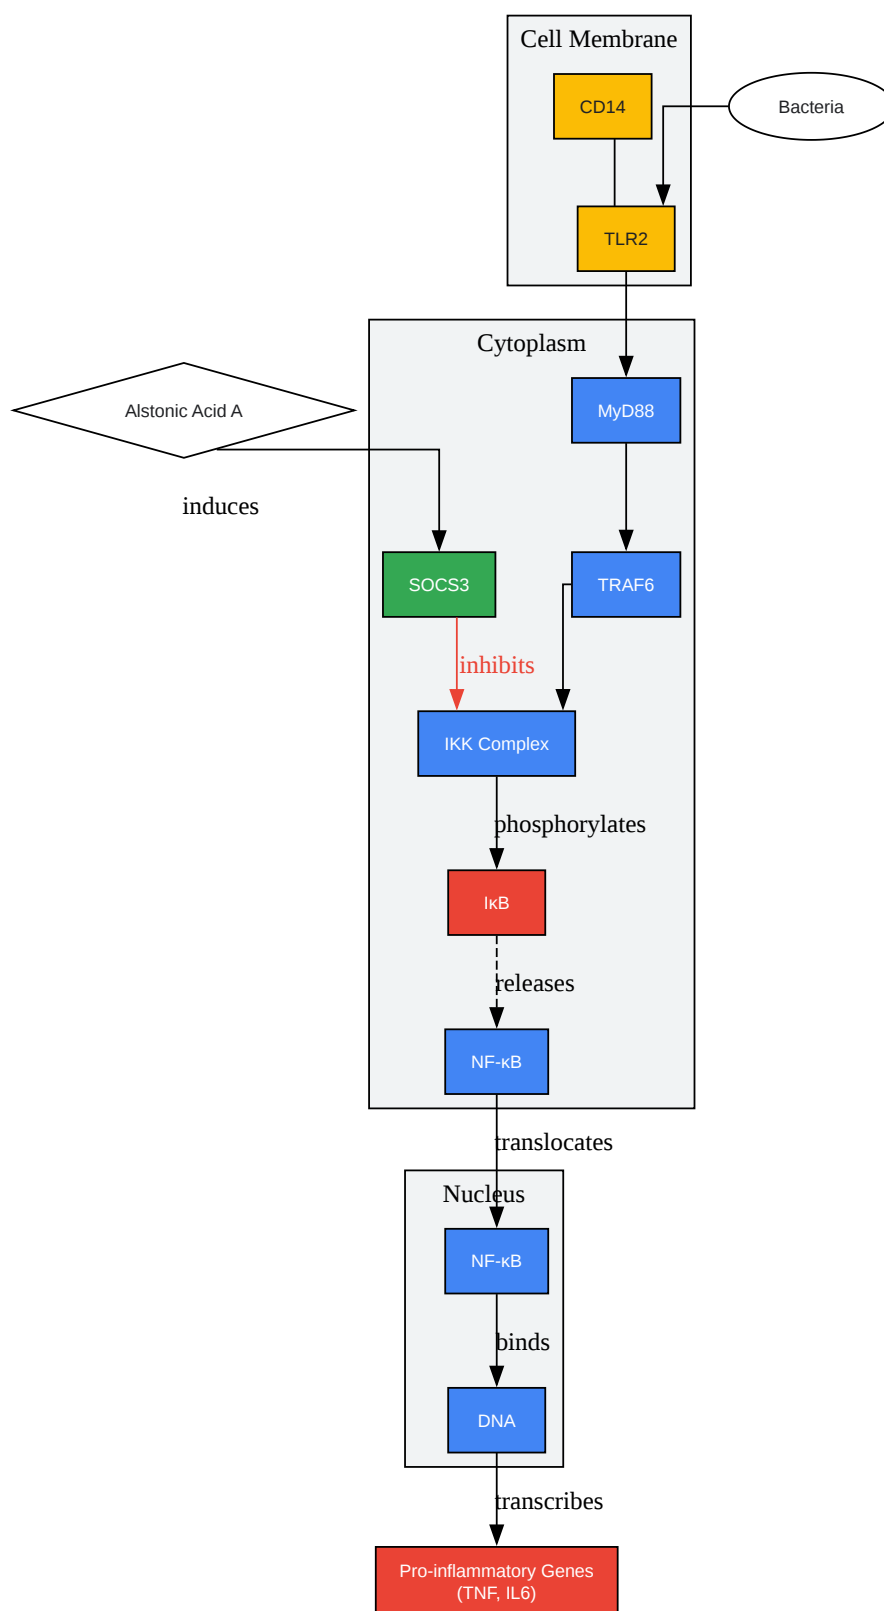 Cell Membrane
CD14
Bacteria
TLR2
Cytoplasm
Alstonic Acid A
MyD88
induces
SOCS3
TRAF6
inhibits
IKK Complex
phosphorylates
IκB
releases
NF-κB
translocates
Nucleus
NF-κB
binds
DNA
transcribes
Pro-inflammatory Genes
(TNF, IL6)